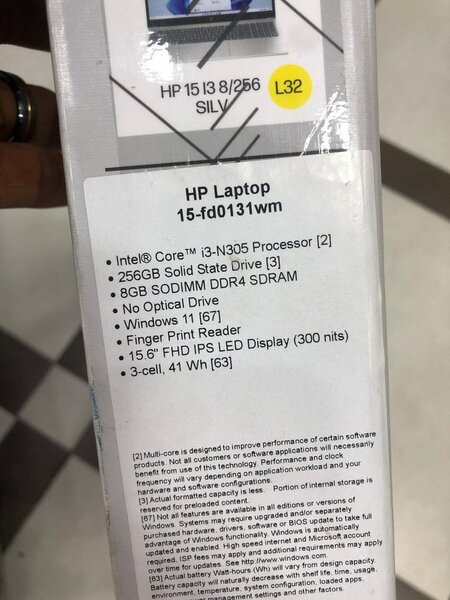 HP 15 I3 8/256
SILV
L32
HP Laptop
15-fd0131wm
• Intel® Core™ i3-N305 Processor [2]
• 256GB Solid State Drive [3]
• 8GB SODIMM DDR4 SDRAM
• No Optical Drive
• Windows 11 [67]
• Finger Print Reader
• 15.6" FHD IPS LED Display (300 nits)
• 3-cell, 41 Wh [63]
[2] Multi-core is designed to improve performance of certain software
products. Not all customers or software applications will necessarily
benefit from use of this technology. Performance and clock
frequency will vary depending on application workload and your
hardware and software configurations.
[3] Actual formatted capacity is less. Portion of internal storage is
reserved for preloaded content.
[67] Not all features are available in all editions or versions of
Windows. Systems may require upgraded and/or separately
purchased hardware, drivers, software or BIOS update to take full
advantage of Windows functionality. Windows is automatically
updated and enabled. High speed internet and Microsoft account
required. ISP fees may apply and additional requirements may apply
over time for updates. See http://www.windows.com.
[63] Actual battery Watt-hours (Wh) will vary from design capacity.
Battery capacity will naturally decrease with shelf life, time, usage,
environment, temperature, system configuration, loaded apps,
management settings and other factors.